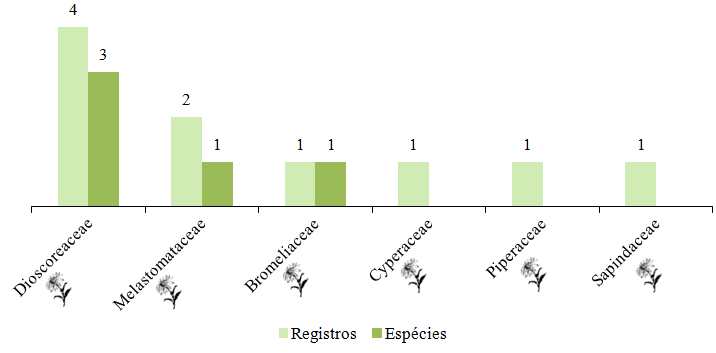 4
3
2
1
1
1
1
1
1
Dioscoreaceae
Melastomataceae
Bromeliaceae
Cyperaceae
Piperaceae
Sapindaceae
Registros
Espécies